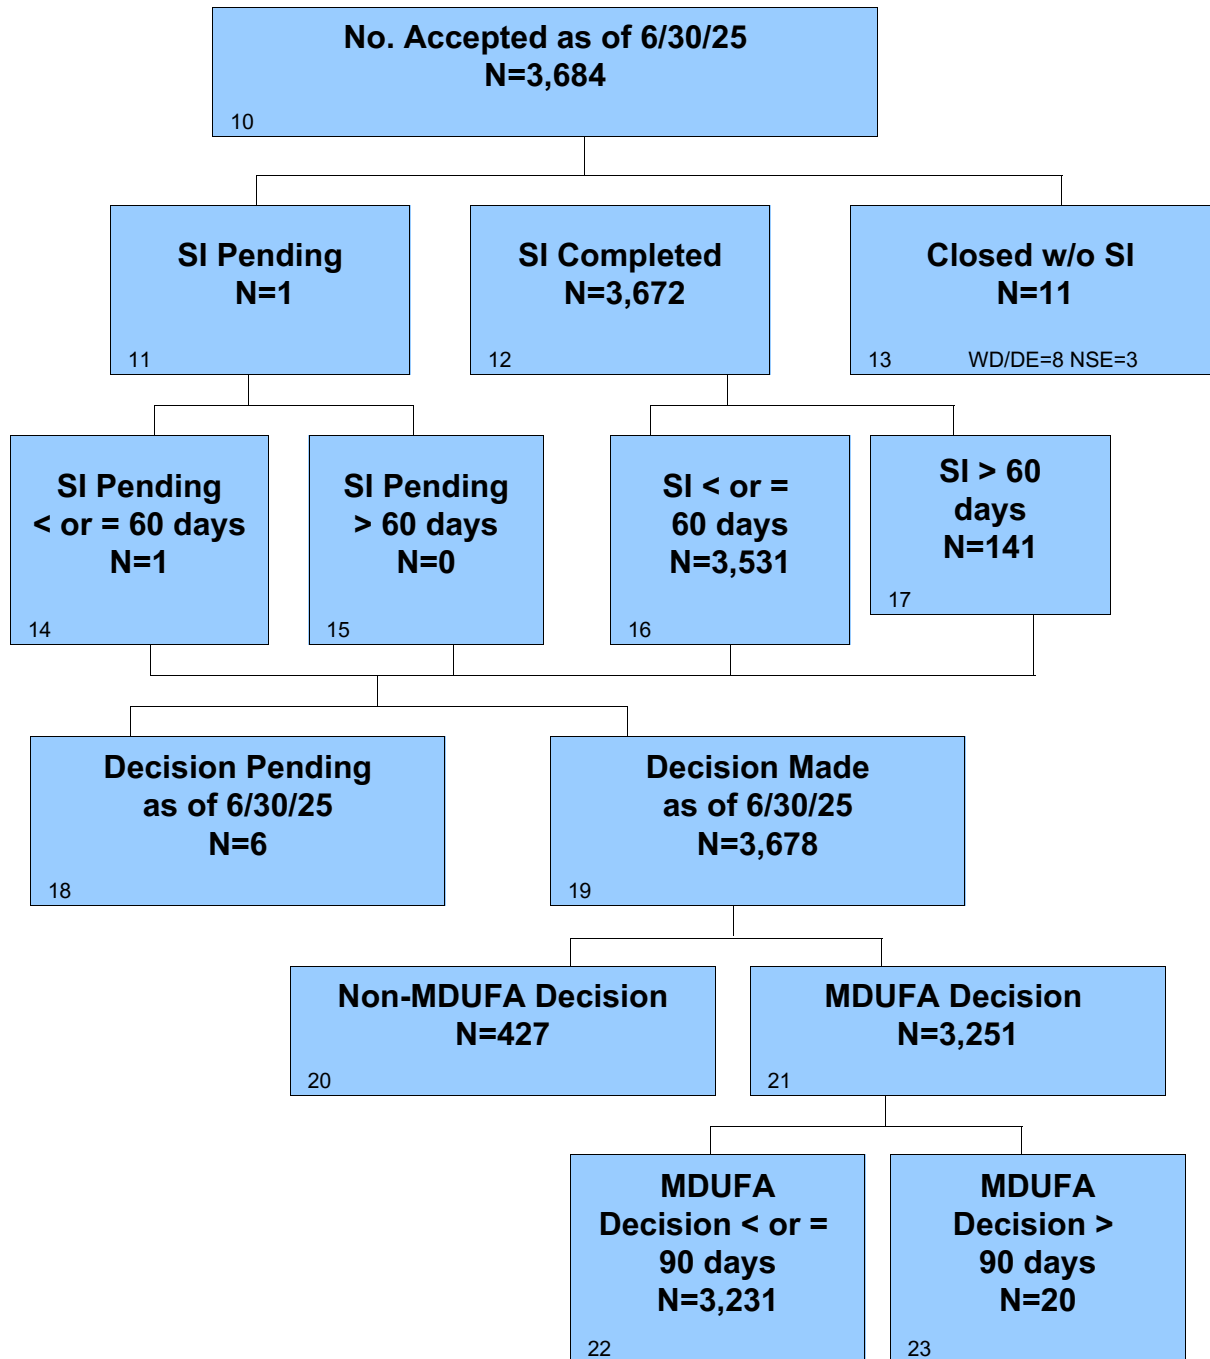 No. Accepted as of 6/30/25
N=3,684
10
SI Pending
N=1
11
SI Completed
N=3,672
12
Closed w/o SI
N=11
13 WD/DE=8 NSE=3
SI Pending
< or = 60 days
N=1
14
SI Pending
> 60 days
N=0
15
SI < or =
60 days
N=3,531
16
SI > 60
days
N=141
17
Decision Pending
as of 6/30/25
N=6
18
Decision Made
as of 6/30/25
N=3,678
19
Non-MDUFA Decision
N=427
20
MDUFA Decision
N=3,251
21
MDUFA
Decision < or =
90 days
N=3,231
22
MDUFA
Decision >
90 days
N=20
23